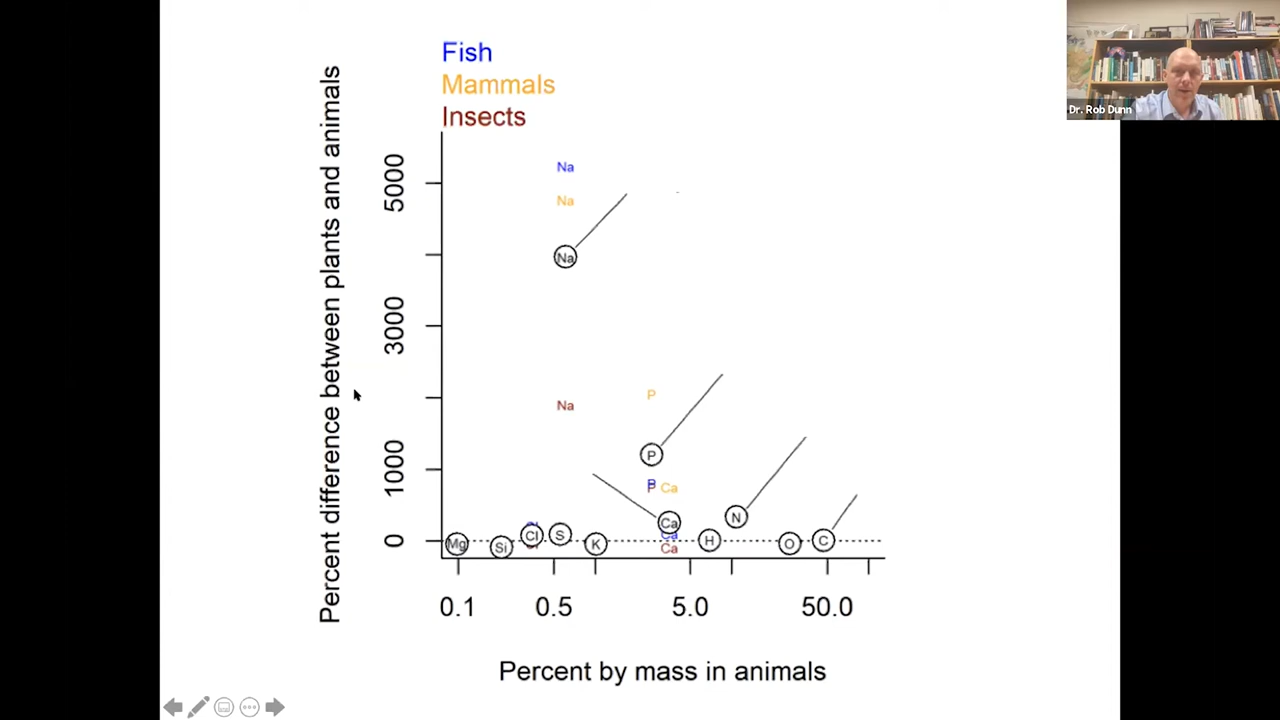 Fish
Mammals
Insects
Percent difference between plants and animals
5000
3000
1000
0
Na
Na
Na
Na
P
P
P
Ca
Ca
Ca
Ca
Mg
Si
Cl
S
K
H
N
O
C
0.1
0.5
5.0
50.0
Percent by mass in animals
Dr. Rob Dunn